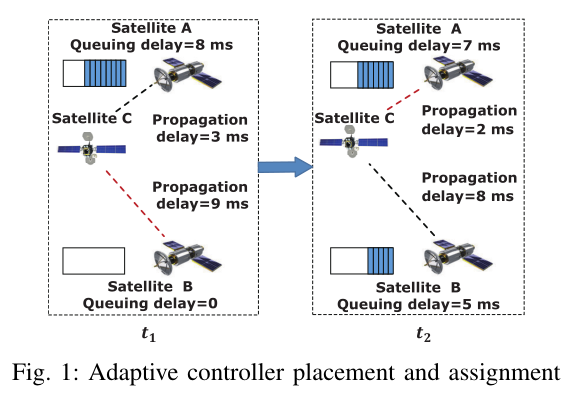 Satellite A
Queuing delay=8 ms
Satellite C
Propagation
delay=3 ms
Propagation
delay=9 ms
Satellite B
Queuing delay=0
t1
Satellite A
Queuing delay=7 ms
Satellite C
Propagation
delay=2 ms
Propagation
delay=8 ms
Satellite B
Queuing delay=5 ms
t2
Fig. 1: Adaptive controller placement and assignment